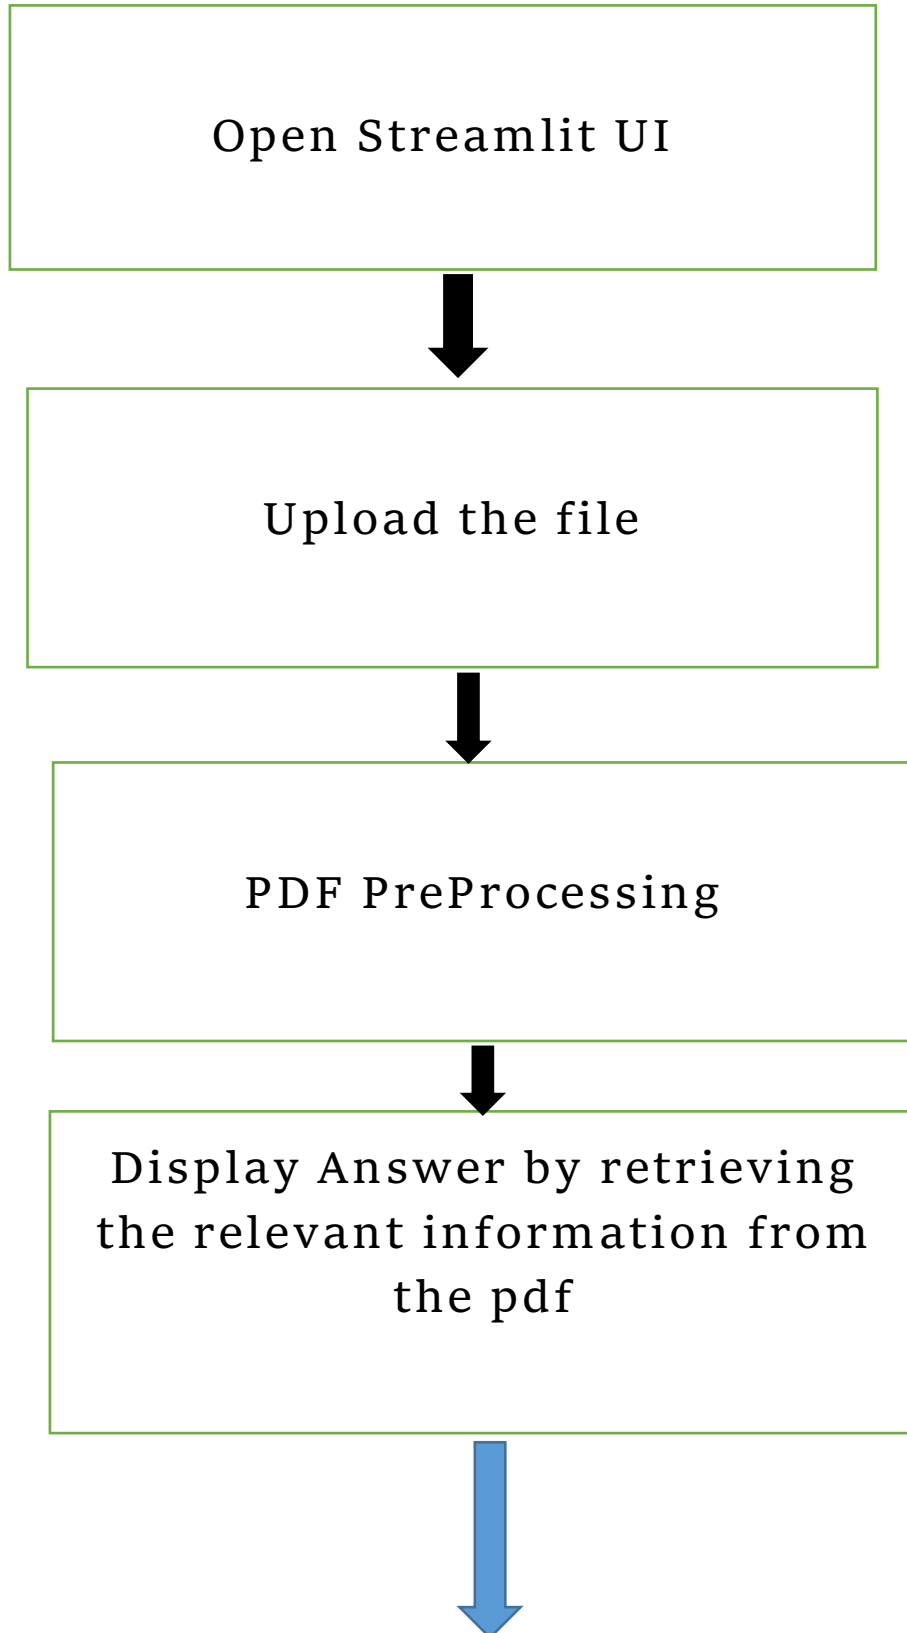 Open Streamlit UI
Upload the file
PDF PreProcessing
Display Answer by retrieving
the relevant information from
the pdf